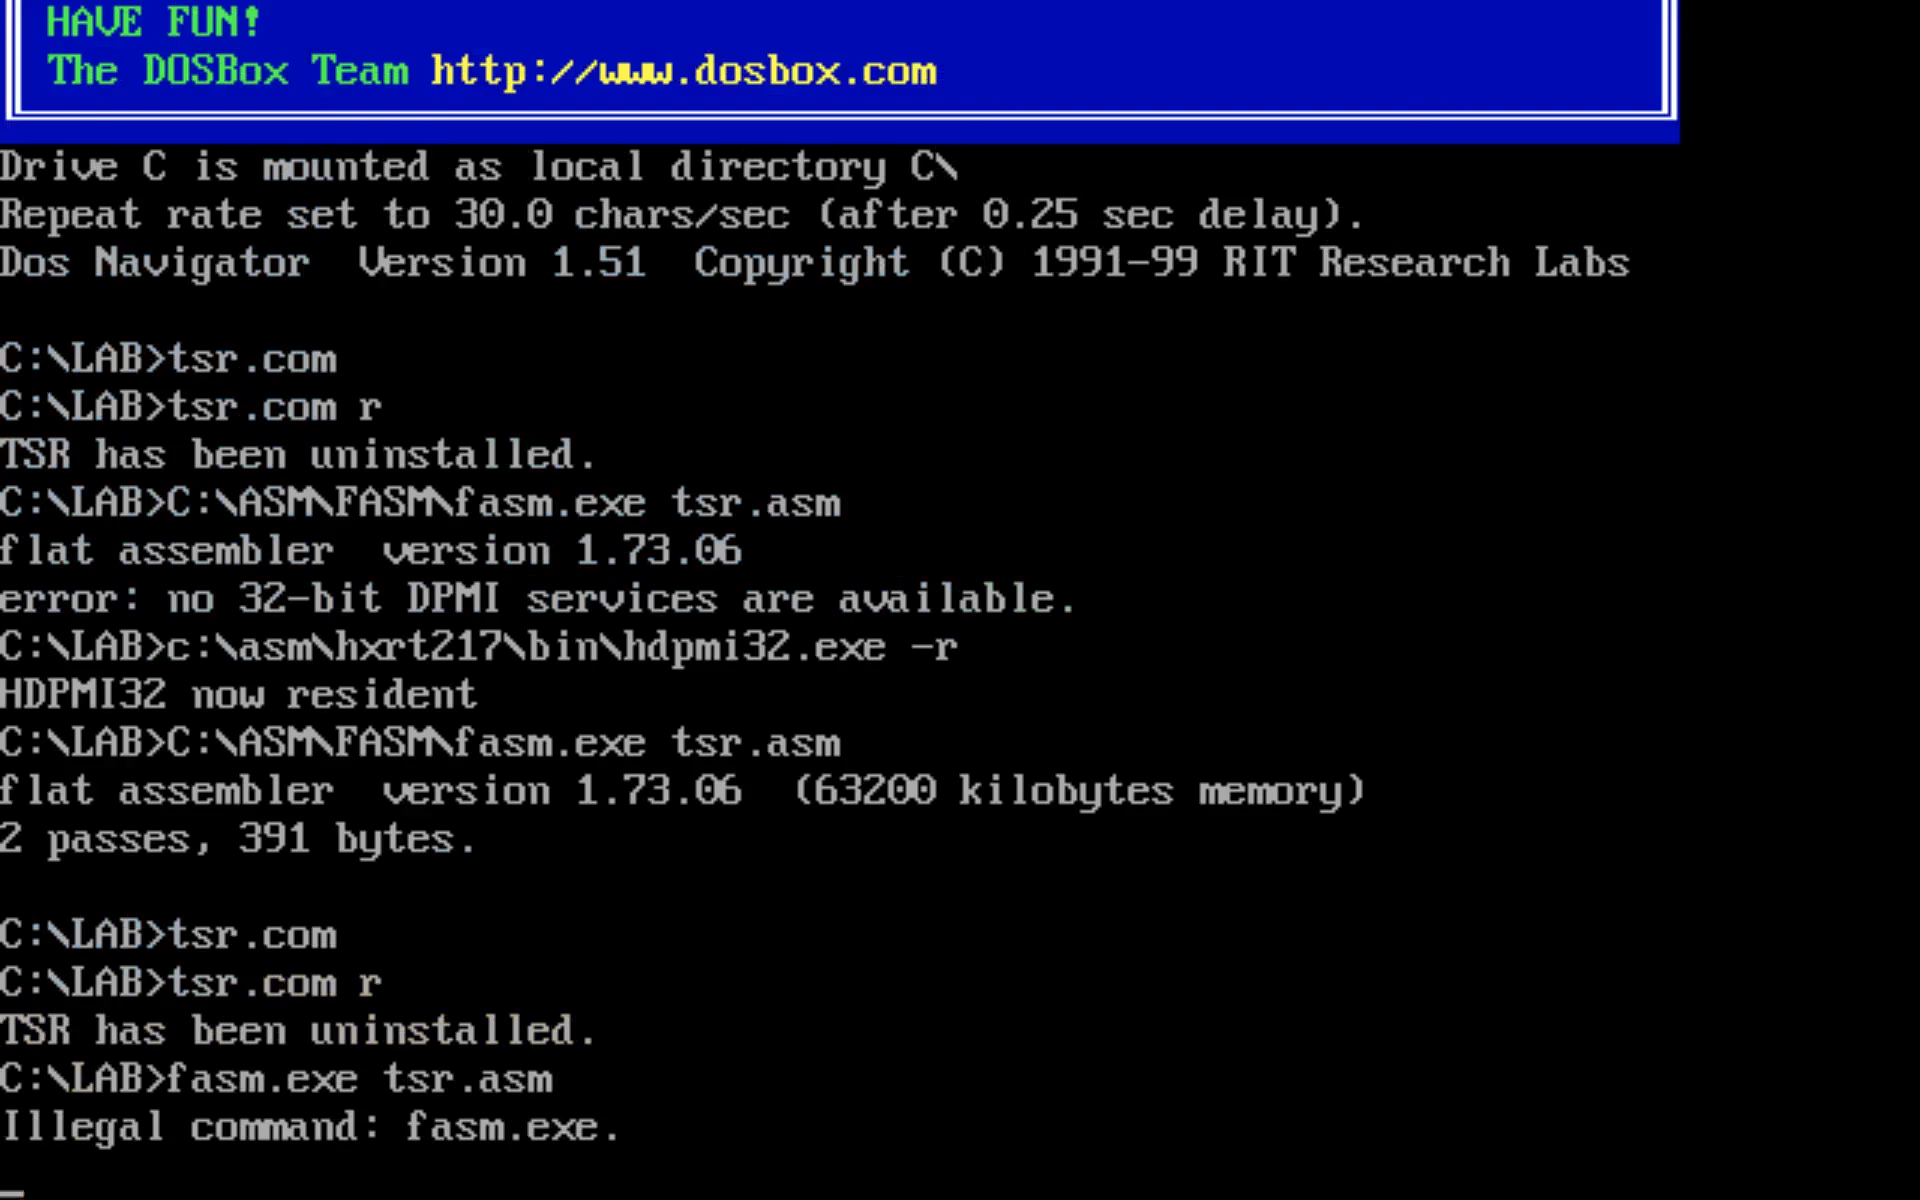 HAVE FUN!
The DOSBox Team http://www.dosbox.com
Drive C is mounted as local directory C\
Repeat rate set to 30.0 chars/sec (after 0.25 sec delay).
Dos Navigator  Version 1.51  Copyright (C) 1991-99 RIT Research Labs
C:\LAB>tsr.com
C:\LAB>tsr.com r
TSR has been uninstalled.
C:\LAB>C:\ASM\FASM\fasm.exe tsr.asm
flat assembler  version 1.73.06
error: no 32-bit DPMI services are available.
C:\LAB>c:\asm\hxrt217\bin\hdpmi32.exe -r
HDPMI32 now resident
C:\LAB>C:\ASM\FASM\fasm.exe tsr.asm
flat assembler  version 1.73.06  (63200 kilobytes memory)
2 passes, 391 bytes.
C:\LAB>tsr.com
C:\LAB>tsr.com r
TSR has been uninstalled.
C:\LAB>fasm.exe tsr.asm
Illegal command: fasm.exe.